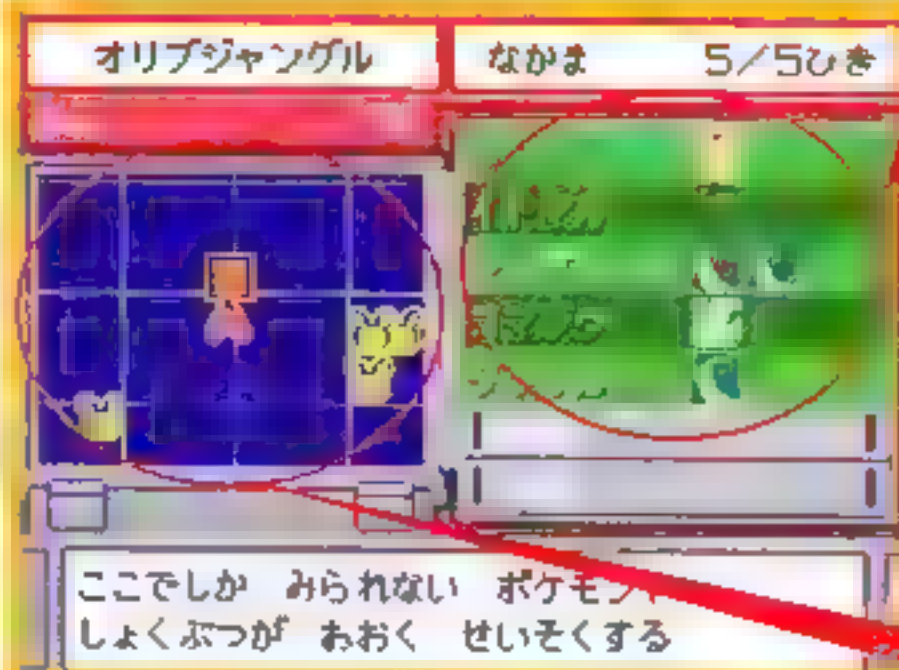 オリブジャングル
なかま 5/5ひき
ここでしか みられない ポケモン
しょくぶつが おおく せいそくする